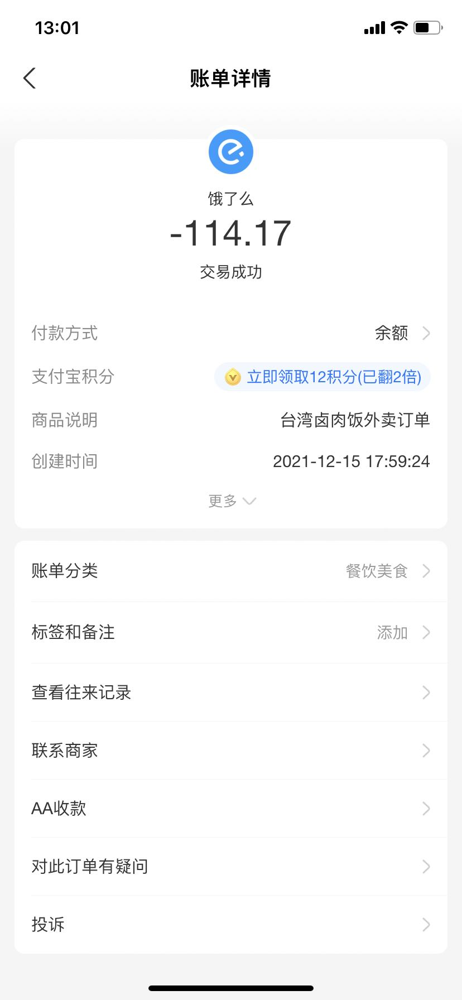 13:01
账单详情
饿了么
-114.17
交易成功
付款方式 余额
支付宝积分 立即领取12积分(已翻2倍)
商品说明 台湾卤肉饭外卖订单
创建时间 2021-12-15 17:59:24
更多
账单分类 餐饮美食
标签和备注 添加
查看往来记录
联系商家
AA收款
对此订单有疑问
投诉